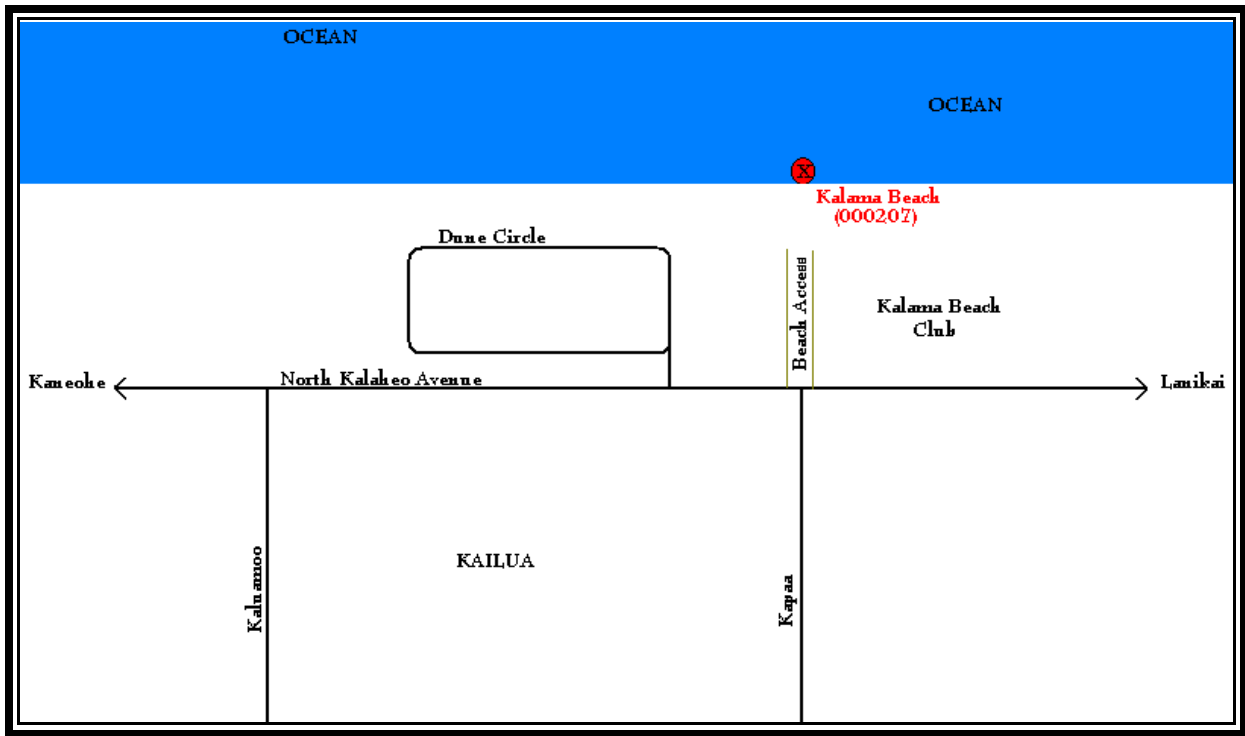 OCEAN
OCEAN
X
Kalama Beach
(000207)
Dune Circle
Beach Access
Kalama Beach
Club
Kaneohe
North Kalaheo Avenue
Lanikai
KAILUA
Kaluamoo
Kapaa